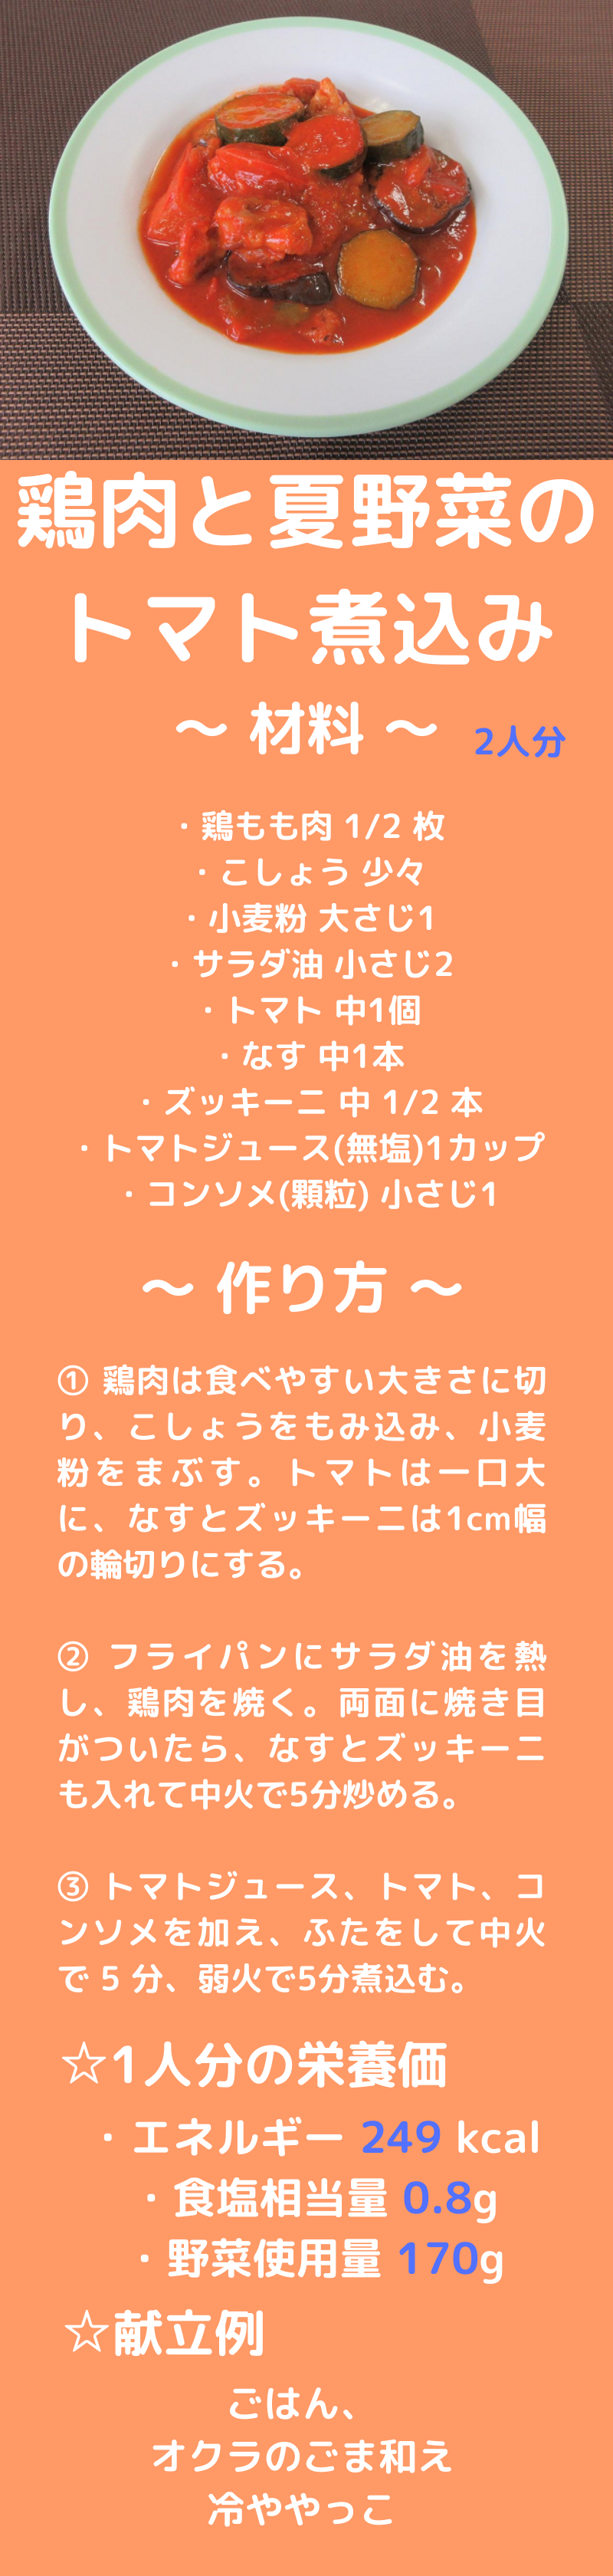 鶏肉と夏野菜の
トマト煮込み
～ 材料 ～
2人分
・鶏もも肉 1/2 枚
・こしょう 少々
・小麦粉 大さじ1
・サラダ油 小さじ2
・トマト 中1個
・なす 中1本
・ズッキーニ 中 1/2 本
・トマトジュース(無塩)1カップ
・コンソメ(顆粒) 小さじ1
～ 作り方 ～
① 鶏肉は食べやすい大きさに切
り、こしょうをもみ込み、小麦
粉をまぶす。トマトは一口大
に、なすとズッキーニは1cm幅
の輪切りにする。
② フライパンにサラダ油を熱
し、鶏肉を焼く。両面に焼き目
がついたら、なすとズッキーニ
も入れて中火で5分炒める。
③ トマトジュース、トマト、コ
ンソメを加え、ふたをして中火
で 5 分、弱火で5分煮込む。
☆1人分の栄養価
・エネルギー 249 kcal
・食塩相当量 0.8g
・野菜使用量 170g
☆献立例
ごはん、
オクラのごま和え
冷ややっこ